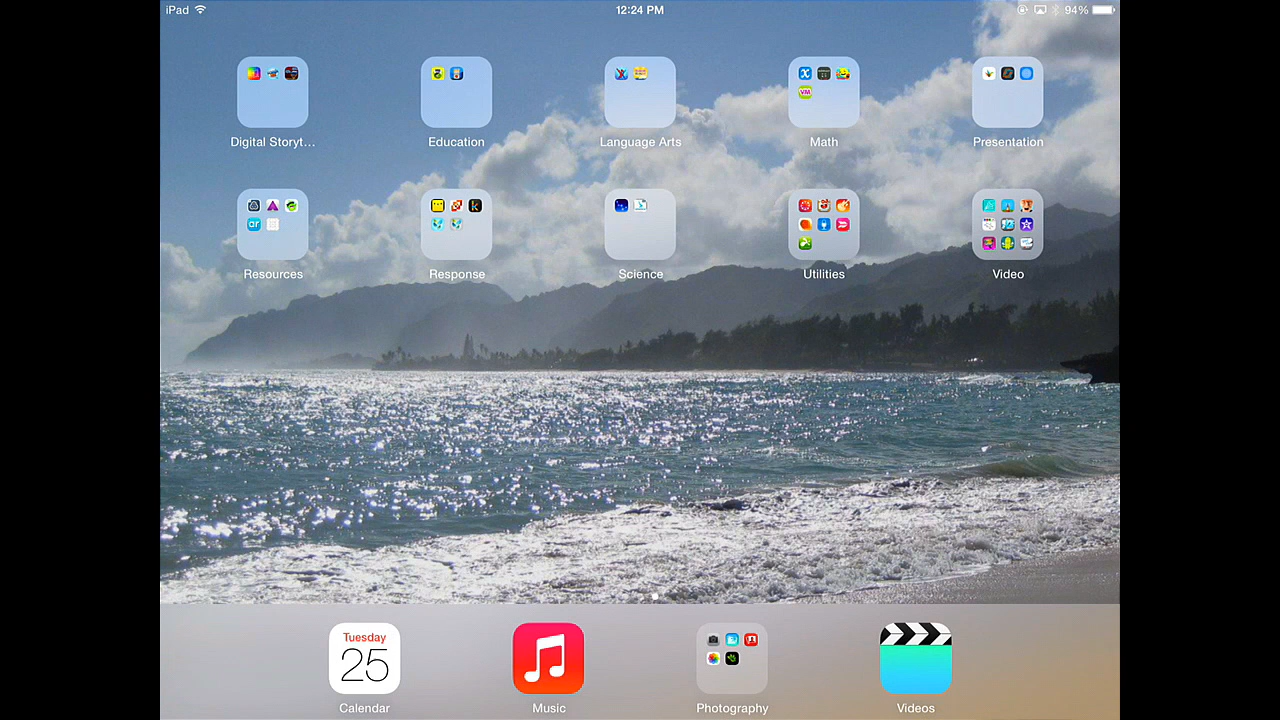 iPad 12:24 PM 94%
Digital Storyt... Education Language Arts Math Presentation
Resources Response Science Utilities Video
Tuesday
25
Calendar Music Photography Videos